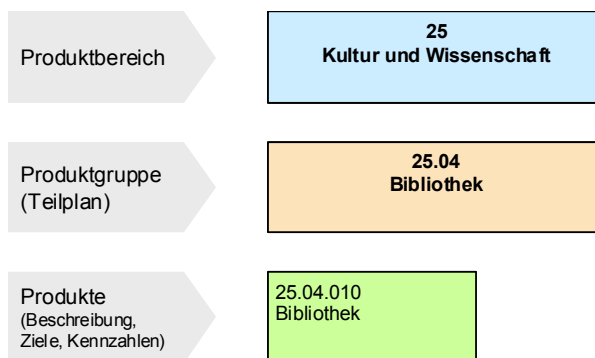 Produktbereich
25
Kultur und Wissenschaft
Produktgruppe
(Teilplan)
25.04
Bibliothek
Produkte
(Beschreibung,
Ziele, Kennzahlen)
25.04.010
Bibliothek